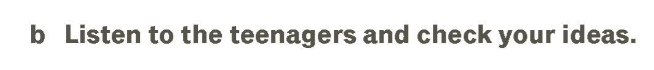 b Listen to the teenagers and check your ideas.